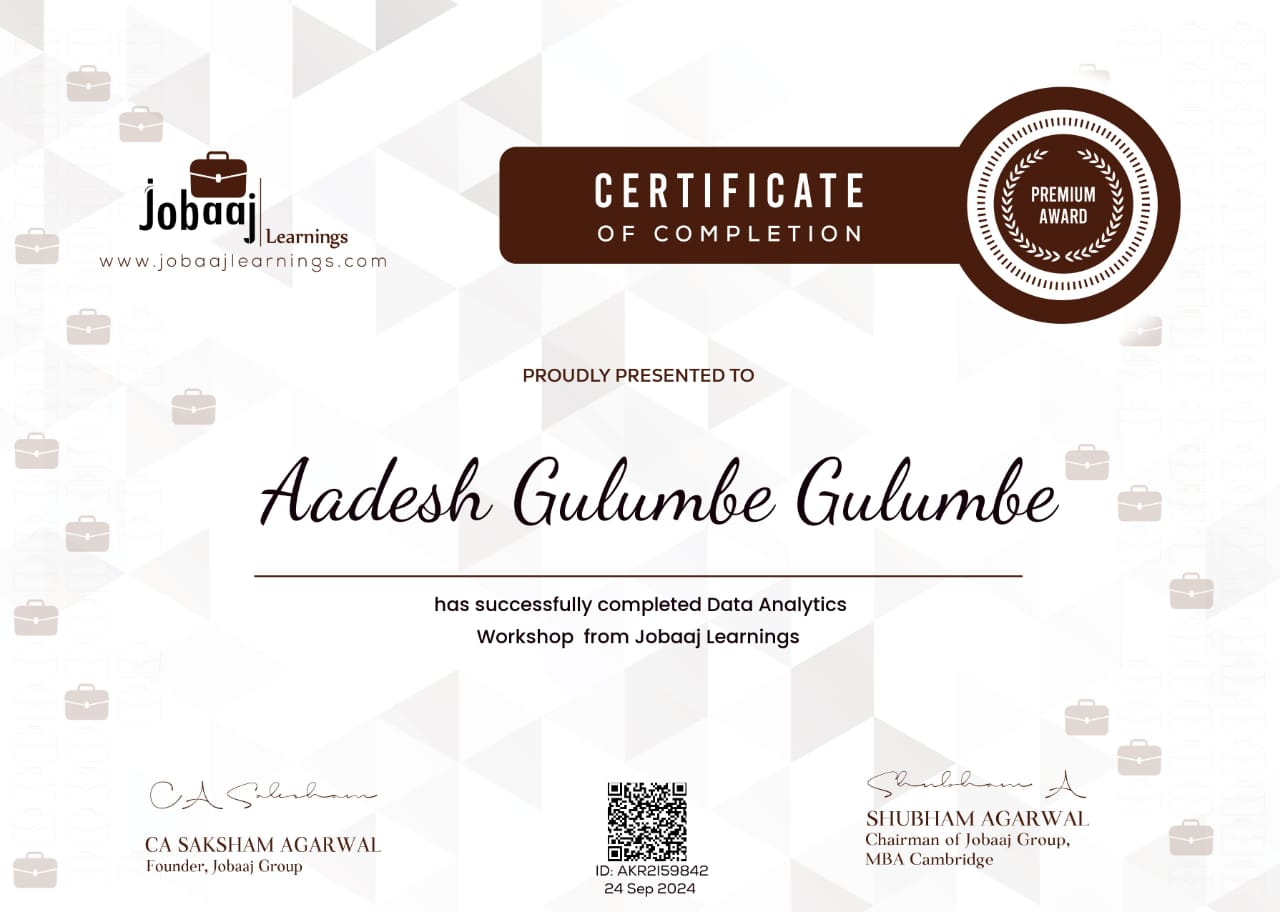 Jobaaj
Learnings
www.jobaajlearnings.com
CERTIFICATE
OF COMPLETION
PREMIUM
AWARD
PROUDLY PRESENTED TO
Aadesh Gulumbe Gulumbe
has successfully completed Data Analytics
Workshop from Jobaaj Learnings
CA Saksham
CA SAKSHAM AGARWAL
Founder, Jobaaj Group
ID: AKR2159842
24 Sep 2024
Shubham A
SHUBHAM AGARWAL
Chairman of Jobaaj Group,
MBA Cambridge